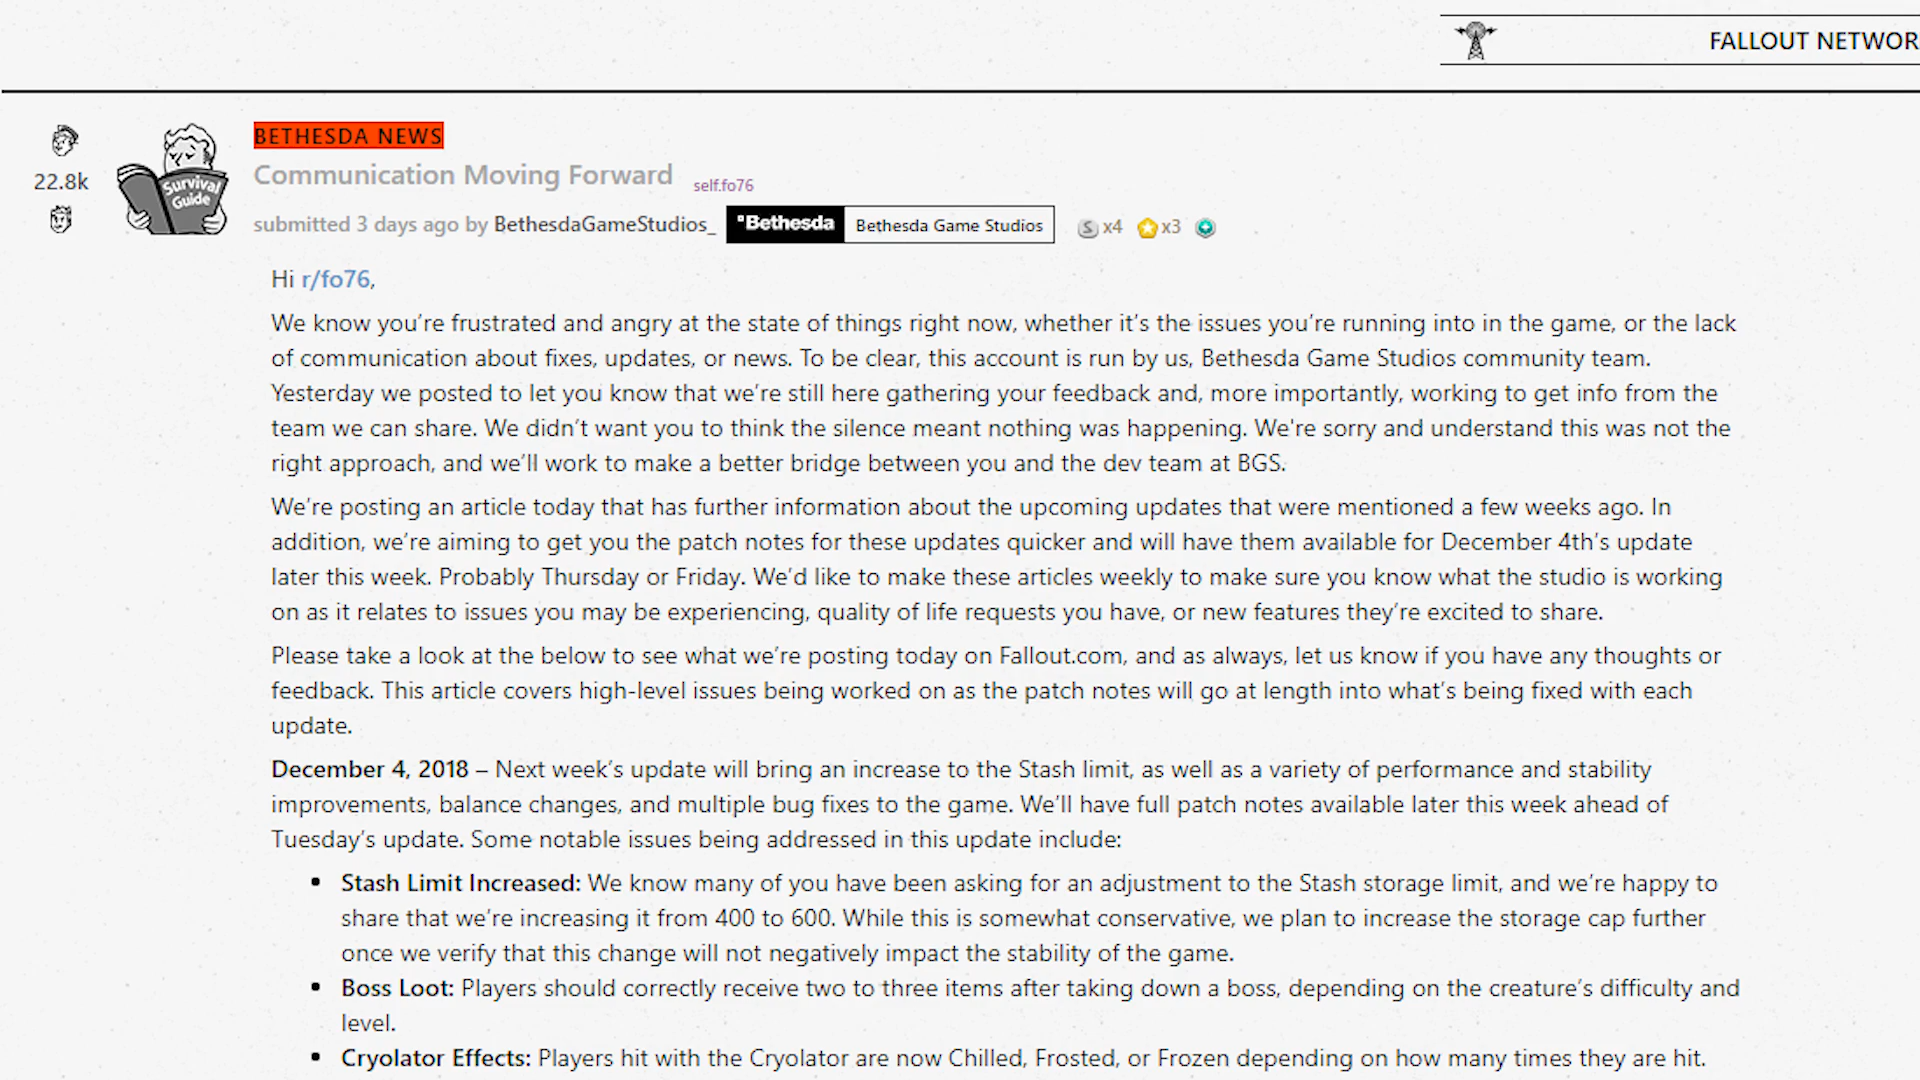 FALLOUT NETWOR
BETHESDA NEWS
22.8k
Survival
Guide
Communication Moving Forward self.fo76
submitted 3 days ago by BethesdaGameStudios_ *Bethesda Bethesda Game Studios S x4 x3
Hi r/fo76,
We know you’re frustrated and angry at the state of things right now, whether it’s the issues you’re running into in the game, or the lack
of communication about fixes, updates, or news. To be clear, this account is run by us, Bethesda Game Studios community team.
Yesterday we posted to let you know that we’re still here gathering your feedback and, more importantly, working to get info from the
team we can share. We didn’t want you to think the silence meant nothing was happening. We're sorry and understand this was not the
right approach, and we’ll work to make a better bridge between you and the dev team at BGS.
We’re posting an article today that has further information about the upcoming updates that were mentioned a few weeks ago. In
addition, we’re aiming to get you the patch notes for these updates quicker and will have them available for December 4th’s update
later this week. Probably Thursday or Friday. We’d like to make these articles weekly to make sure you know what the studio is working
on as it relates to issues you may be experiencing, quality of life requests you have, or new features they’re excited to share.
Please take a look at the below to see what we’re posting today on Fallout.com, and as always, let us know if you have any thoughts or
feedback. This article covers high-level issues being worked on as the patch notes will go at length into what’s being fixed with each
update.
December 4, 2018 – Next week’s update will bring an increase to the Stash limit, as well as a variety of performance and stability
improvements, balance changes, and multiple bug fixes to the game. We’ll have full patch notes available later this week ahead of
Tuesday’s update. Some notable issues being addressed in this update include:
• Stash Limit Increased: We know many of you have been asking for an adjustment to the Stash storage limit, and we’re happy to
share that we’re increasing it from 400 to 600. While this is somewhat conservative, we plan to increase the storage cap further
once we verify that this change will not negatively impact the stability of the game.
• Boss Loot: Players should correctly receive two to three items after taking down a boss, depending on the creature’s difficulty and
level.
• Cryolator Effects: Players hit with the Cryolator are now Chilled, Frosted, or Frozen depending on how many times they are hit.